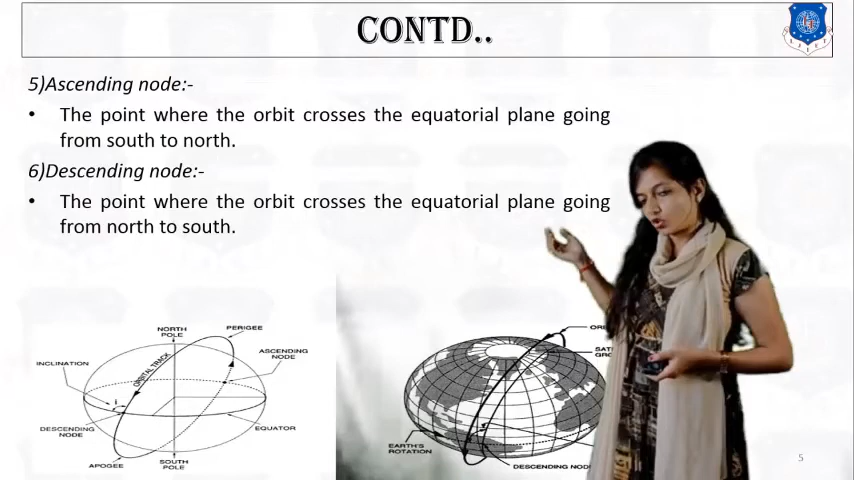 CONTD..
5)Ascending node:-
• The point where the orbit crosses the equatorial plane going
from south to north.
6)Descending node:-
• The point where the orbit crosses the equatorial plane going
from north to south.
NORTH
POLE
PERIGEE
ASCENDING
NODE
INCLINATION
ORBITAL TRACK
i
DESCENDING
NODE
EQUATOR
APOGEE
SOUTH
POLE
EARTH'S
ROTATION
DESCENDING
5